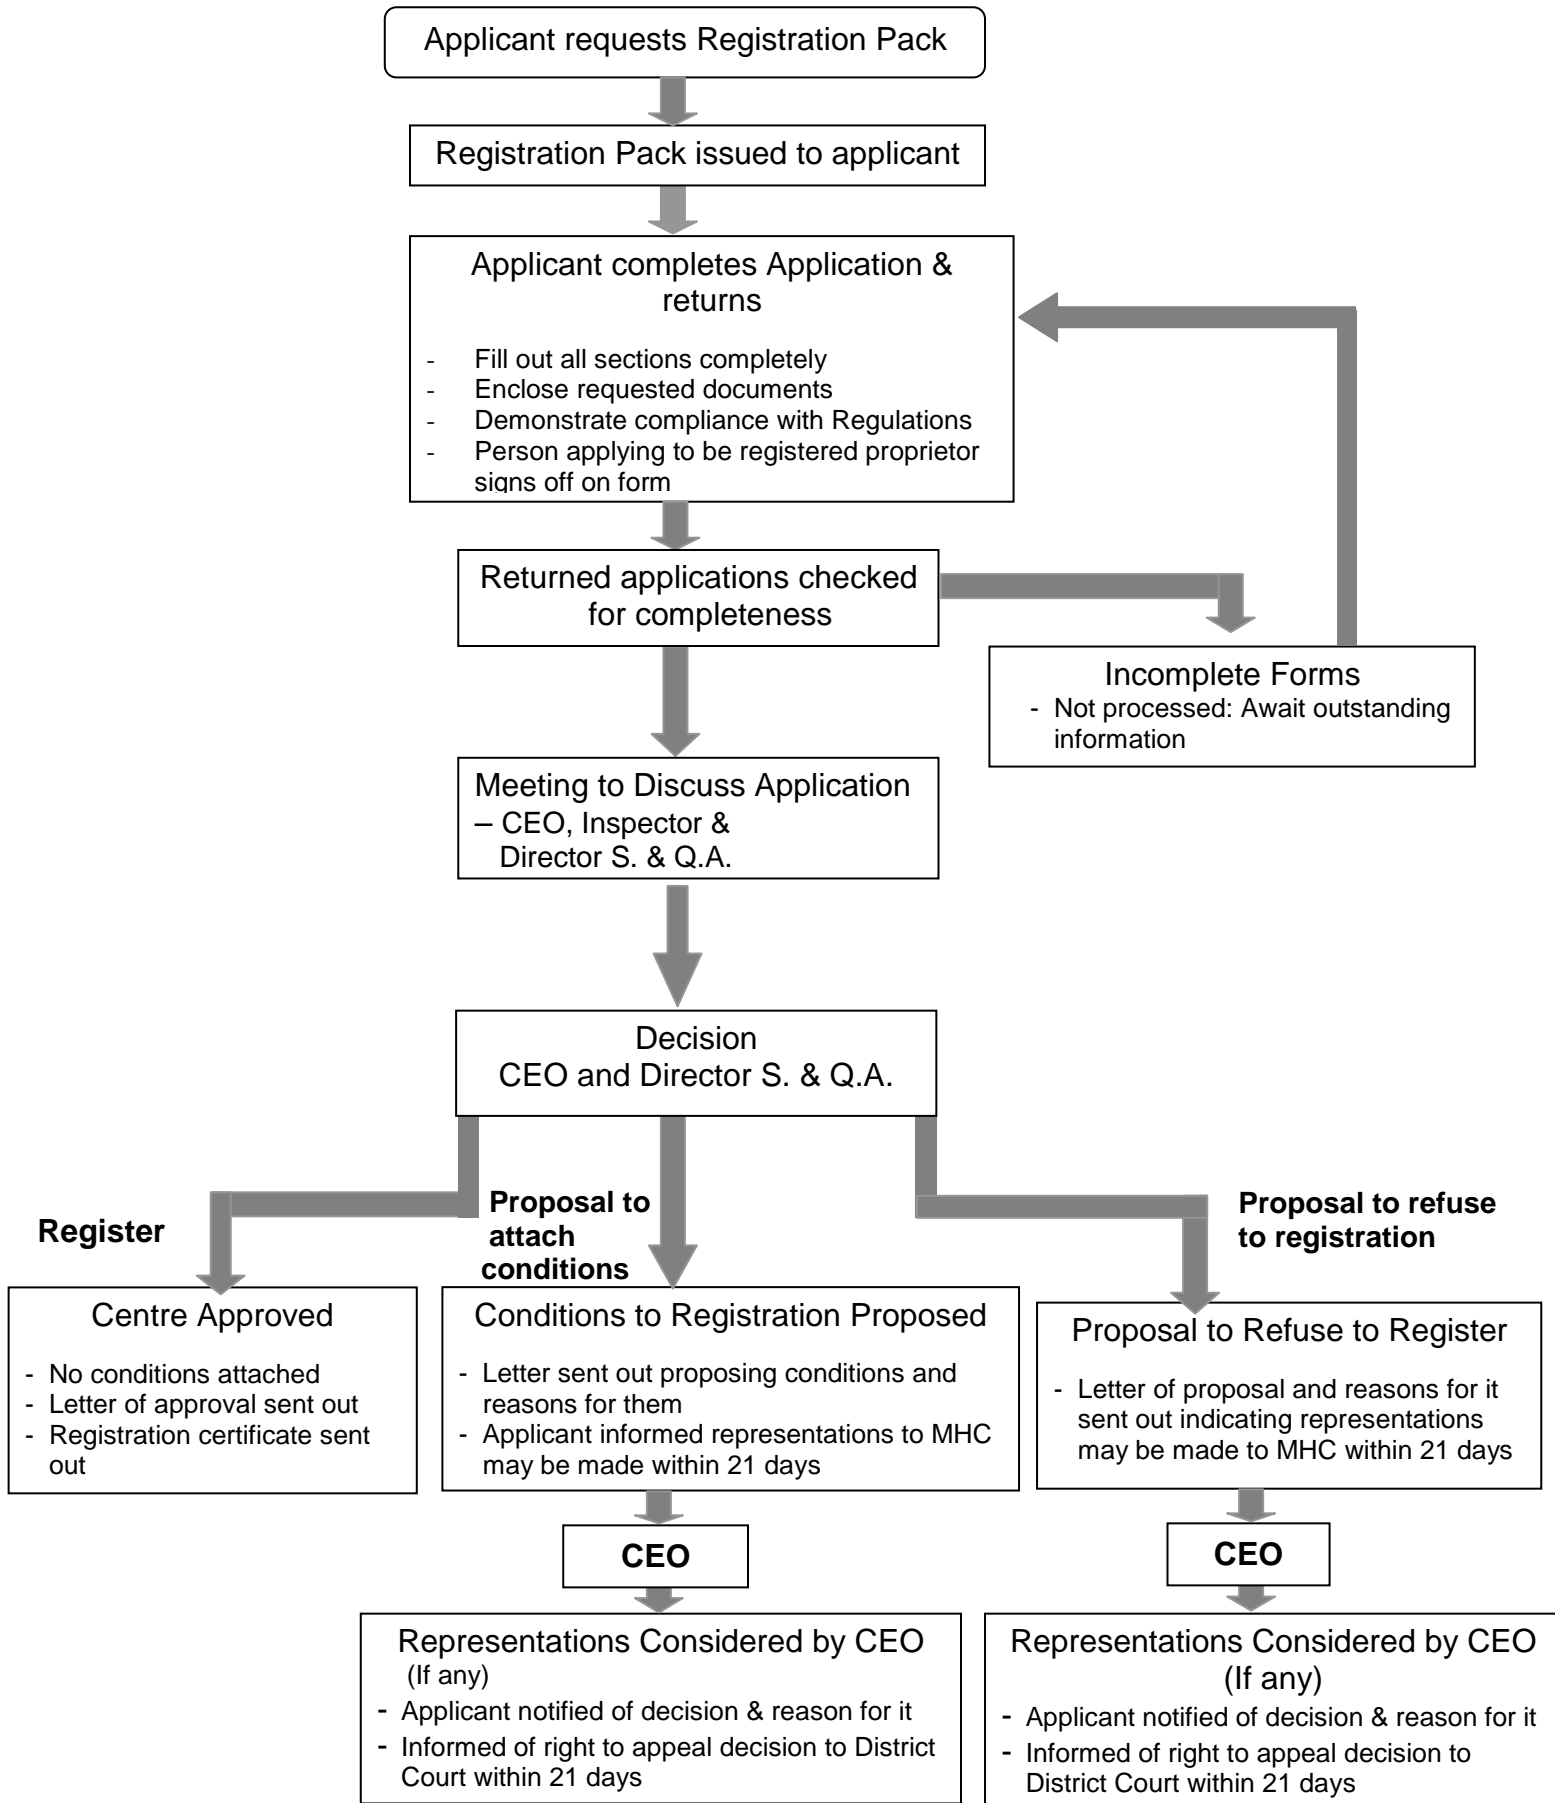 Applicant requests Registration Pack
Registration Pack issued to applicant
Applicant completes Application &
returns
- Fill out all sections completely
- Enclose requested documents
- Demonstrate compliance with Regulations
- Person applying to be registered proprietor
signs off on form
Returned applications checked
for completeness
Incomplete Forms
- Not processed: Await outstanding
information
Meeting to Discuss Application
– CEO, Inspector &
Director S. & Q.A.
Decision
CEO and Director S. & Q.A.
Register
Proposal to
attach
conditions
Proposal to refuse
to registration
Centre Approved
- No conditions attached
- Letter of approval sent out
- Registration certificate sent
out
Conditions to Registration Proposed
- Letter sent out proposing conditions and
reasons for them
- Applicant informed representations to MHC
may be made within 21 days
Proposal to Refuse to Register
- Letter of proposal and reasons for it
sent out indicating representations
may be made to MHC within 21 days
CEO
CEO
Representations Considered by CEO
(If any)
- Applicant notified of decision & reason for it
- Informed of right to appeal decision to District
Court within 21 days
Representations Considered by CEO
(If any)
- Applicant notified of decision & reason for it
- Informed of right to appeal decision to
District Court within 21 days